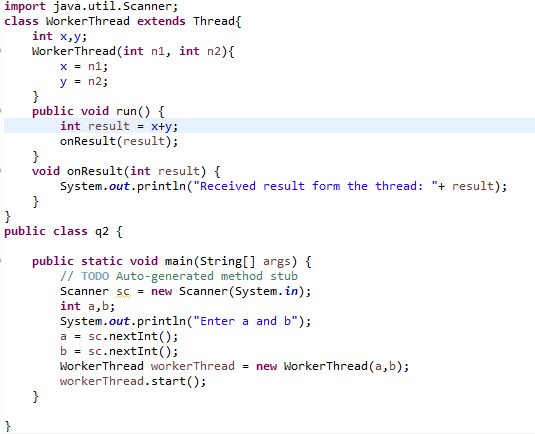 import java.util.Scanner;
class WorkerThread extends Thread{
    int x,y;
    WorkerThread(int n1, int n2){
        x = n1;
        y = n2;
    }
    public void run() {
        int result = x+y;
        onResult(result);
    }
    void onResult(int result) {
        System.out.println("Received result form the thread: "+ result);
    }
}
public class q2 {

    public static void main(String[] args) {
        // TODO Auto-generated method stub
        Scanner sc = new Scanner(System.in);
        int a,b;
        System.out.println("Enter a and b");
        a = sc.nextInt();
        b = sc.nextInt();
        WorkerThread workerThread = new WorkerThread(a,b);
        workerThread.start();
    }

}